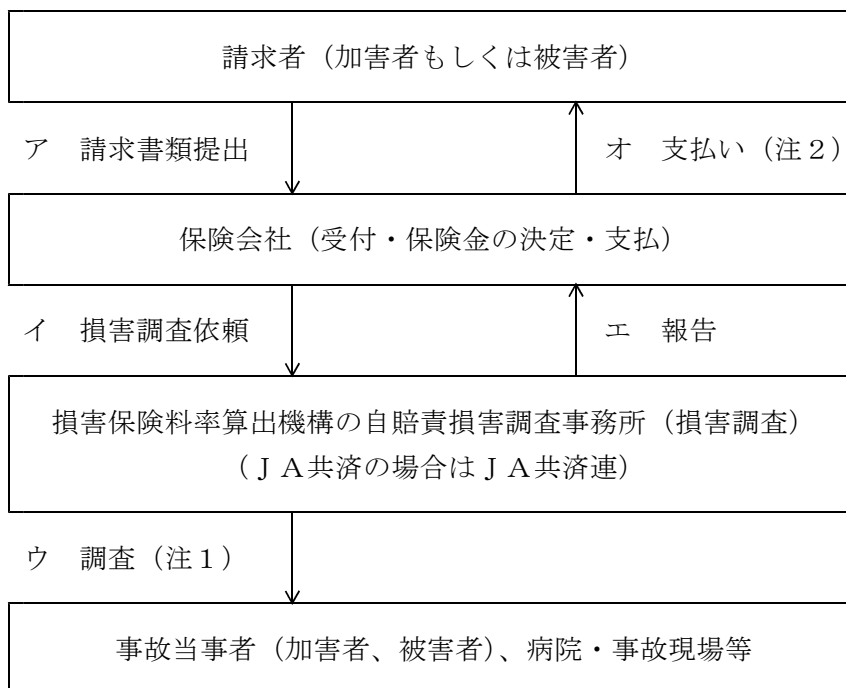 請求者（加害者もしくは被害者）
ア　請求書類提出
オ　支払い（注２）
保険会社（受付・保険金の決定・支払）
イ　損害調査依頼
エ　報告
損害保険料率算出機構の自賠責損害調査事務所（損害調査）
（ＪＡ共済の場合はＪＡ共済連）
ウ　調査（注１）
事故当事者（加害者、被害者）、病院・事故現場等